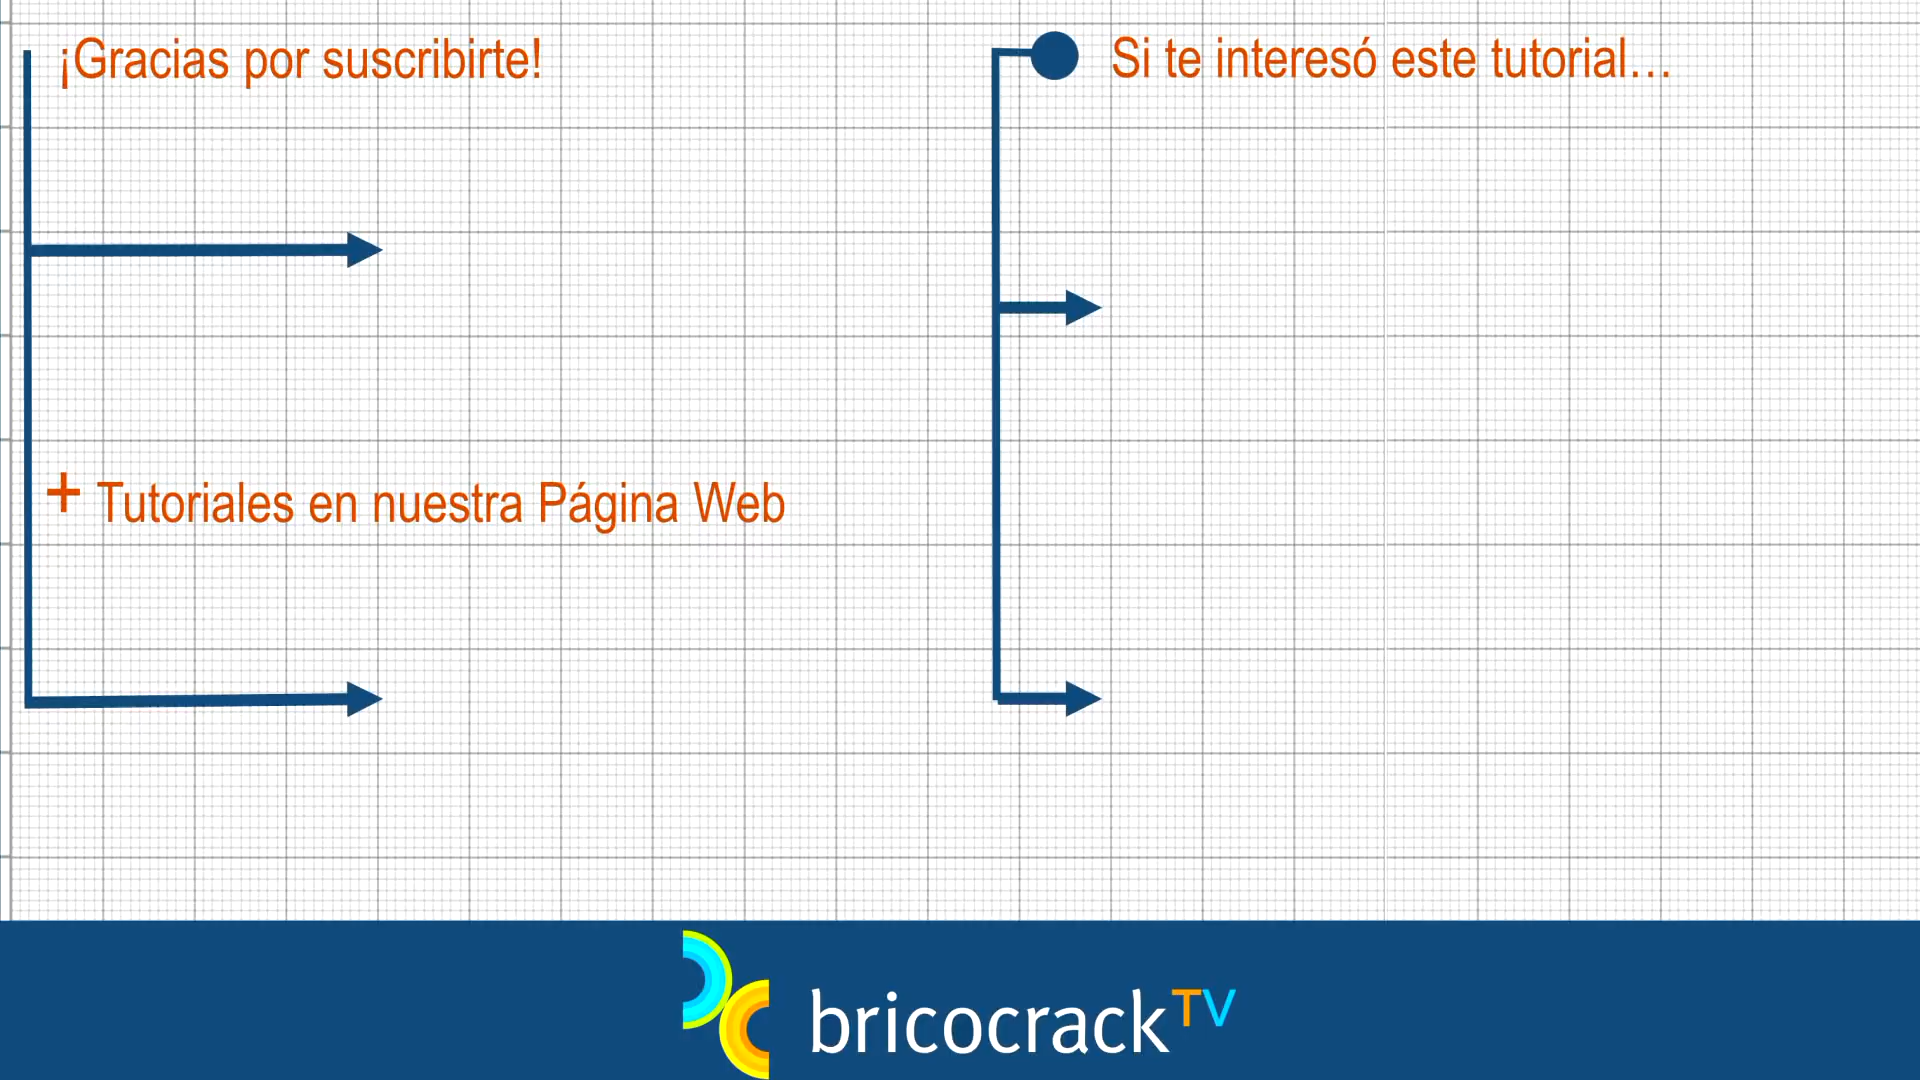 ¡Gracias por suscribirte!
+ Tutoriales en nuestra Página Web
Si te interesó este tutorial...
bricocrackTV